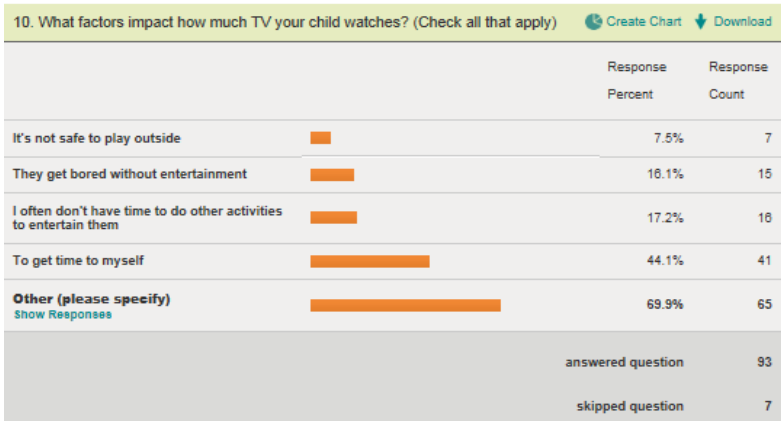 10. What factors impact how much TV your child watches? (Check all that apply) Create Chart Download
Response Response
Percent Count
It's not safe to play outside 7.5% 7
They get bored without entertainment 16.1% 15
I often don't have time to do other activities
to entertain them 17.2% 16
To get time to myself 44.1% 41
Other (please specify) 69.9% 65
Show Responses
answered question 93
skipped question 7